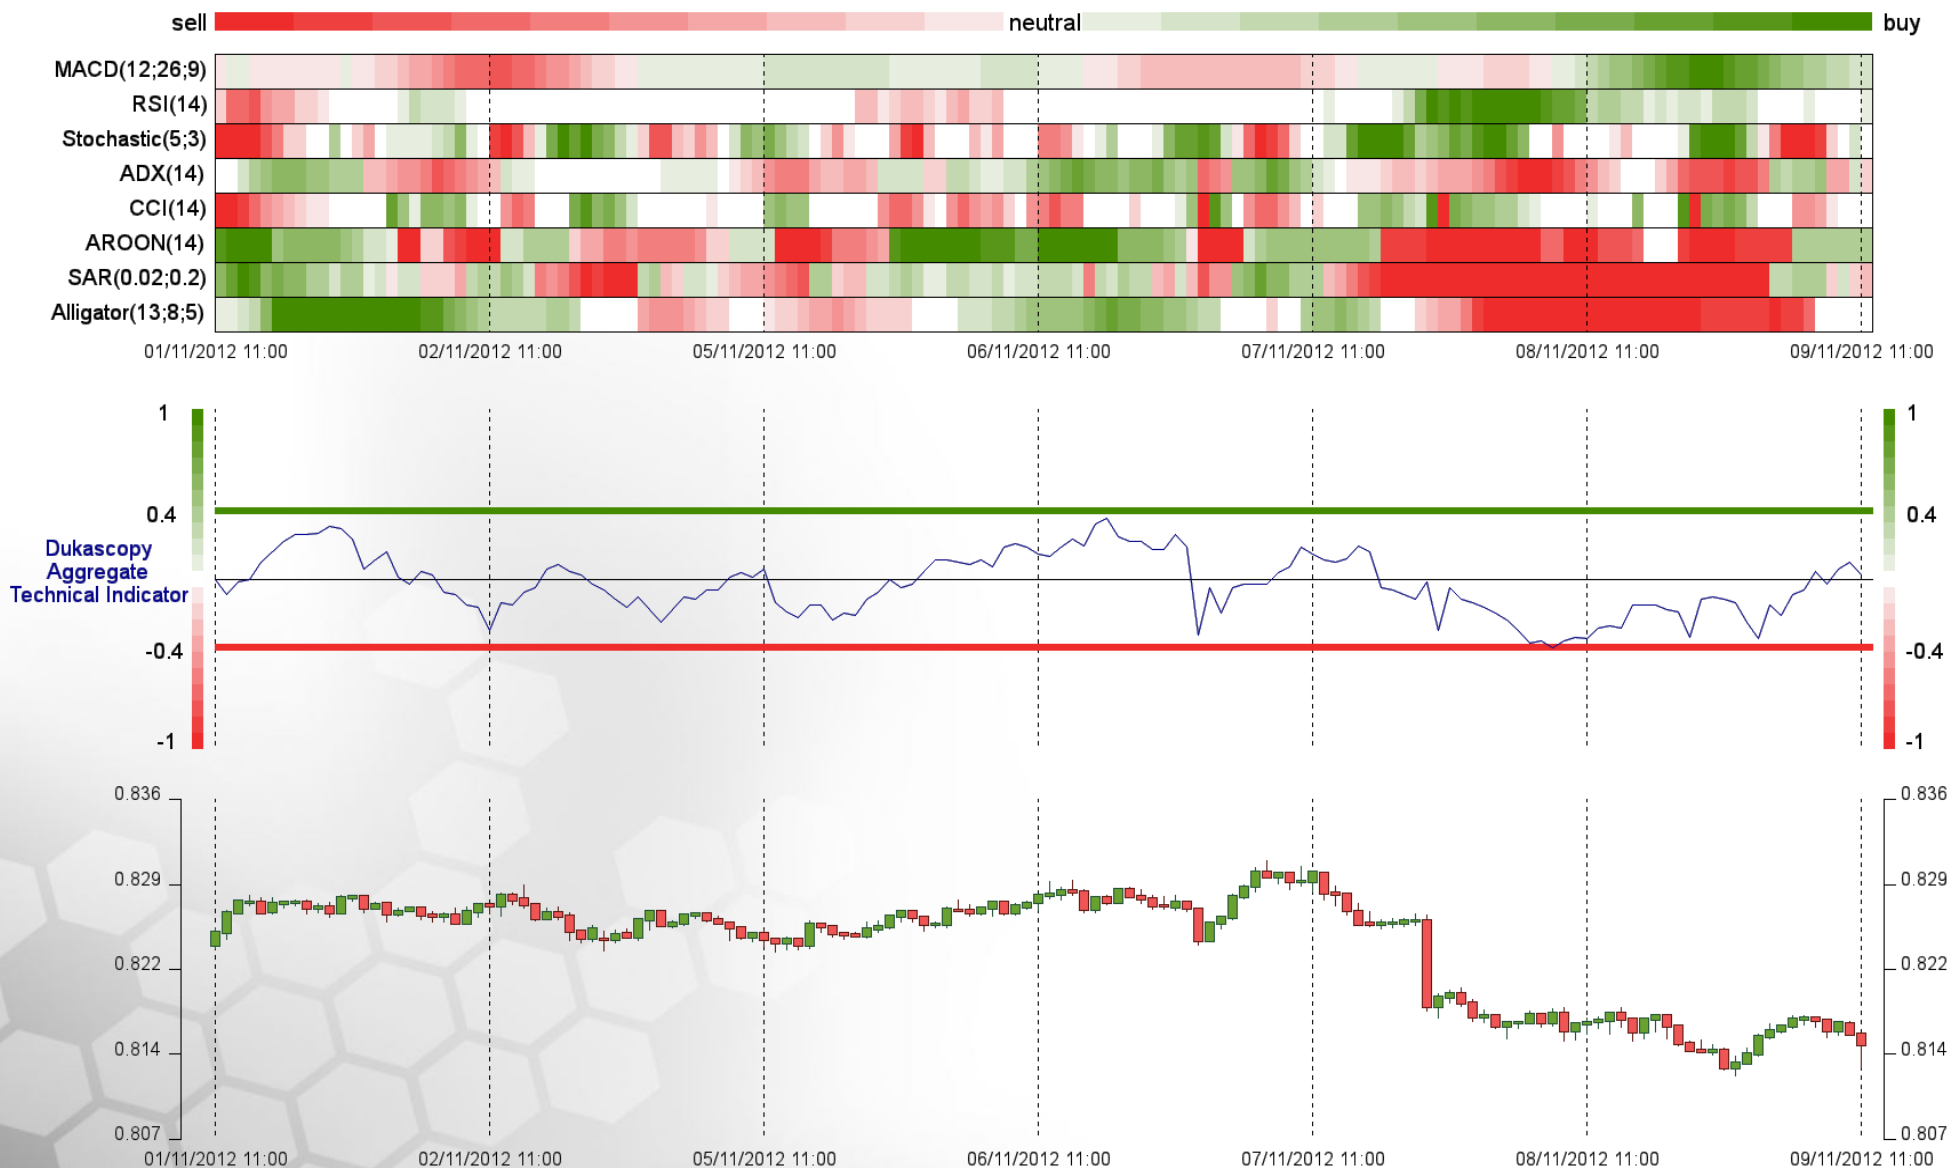 sell neutral buy
MACD(12;26;9)
RSI(14)
Stochastic(5;3)
ADX(14)
CCI(14)
AROON(14)
SAR(0.02;0.2)
Alligator(13;8;5)
01/11/2012 11:00 02/11/2012 11:00 05/11/2012 11:00 06/11/2012 11:00 07/11/2012 11:00 08/11/2012 11:00 09/11/2012 11:00
1 1
0.4 0.4
Dukascopy
Aggregate
Technical Indicator
-0.4 -0.4
-1 -1
0.836 0.836
0.829 0.829
0.822 0.822
0.814 0.814
0.807 0.807
01/11/2012 11:00 02/11/2012 11:00 05/11/2012 11:00 06/11/2012 11:00 07/11/2012 11:00 08/11/2012 11:00 09/11/2012 11:00